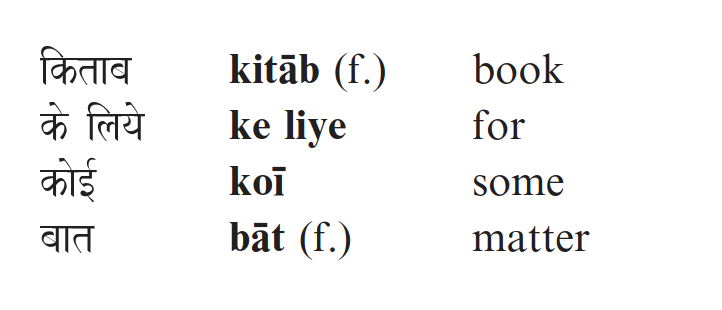 किताब kitāb (f.) book
के लिये ke liye for
कोई koī some
बात bāt (f.) matter